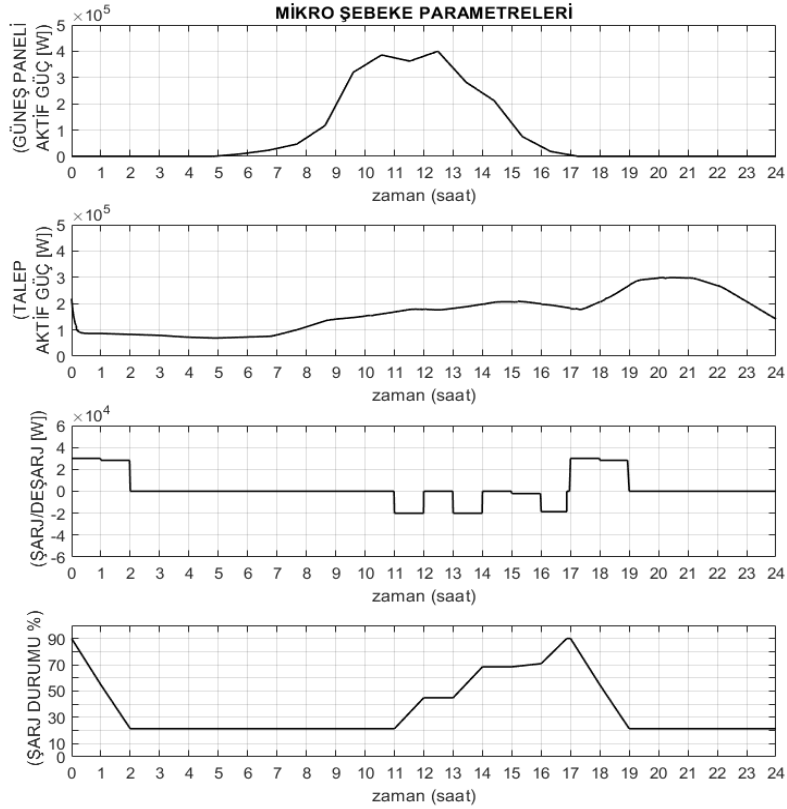 MİKRO ŞEBEKE PARAMETRELERİ
×10^5
(GÜNEŞ PANELİ
AKTİF GÜÇ [W])
5
4
3
2
1
0
0 1 2 3 4 5 6 7 8 9 10 11 12 13 14 15 16 17 18 19 20 21 22 23 24
zaman (saat)
×10^5
(TALEP
AKTİF GÜÇ [W])
5
4
3
2
1
0
0 1 2 3 4 5 6 7 8 9 10 11 12 13 14 15 16 17 18 19 20 21 22 23 24
zaman (saat)
×10^4
(ŞARJ/DEŞARJ [W])
6
4
2
0
-2
-4
-6
0 1 2 3 4 5 6 7 8 9 10 11 12 13 14 15 16 17 18 19 20 21 22 23 24
zaman (saat)
(ŞARJ DURUMU %)
90
70
50
30
10
0
0 1 2 3 4 5 6 7 8 9 10 11 12 13 14 15 16 17 18 19 20 21 22 23 24
zaman (saat)